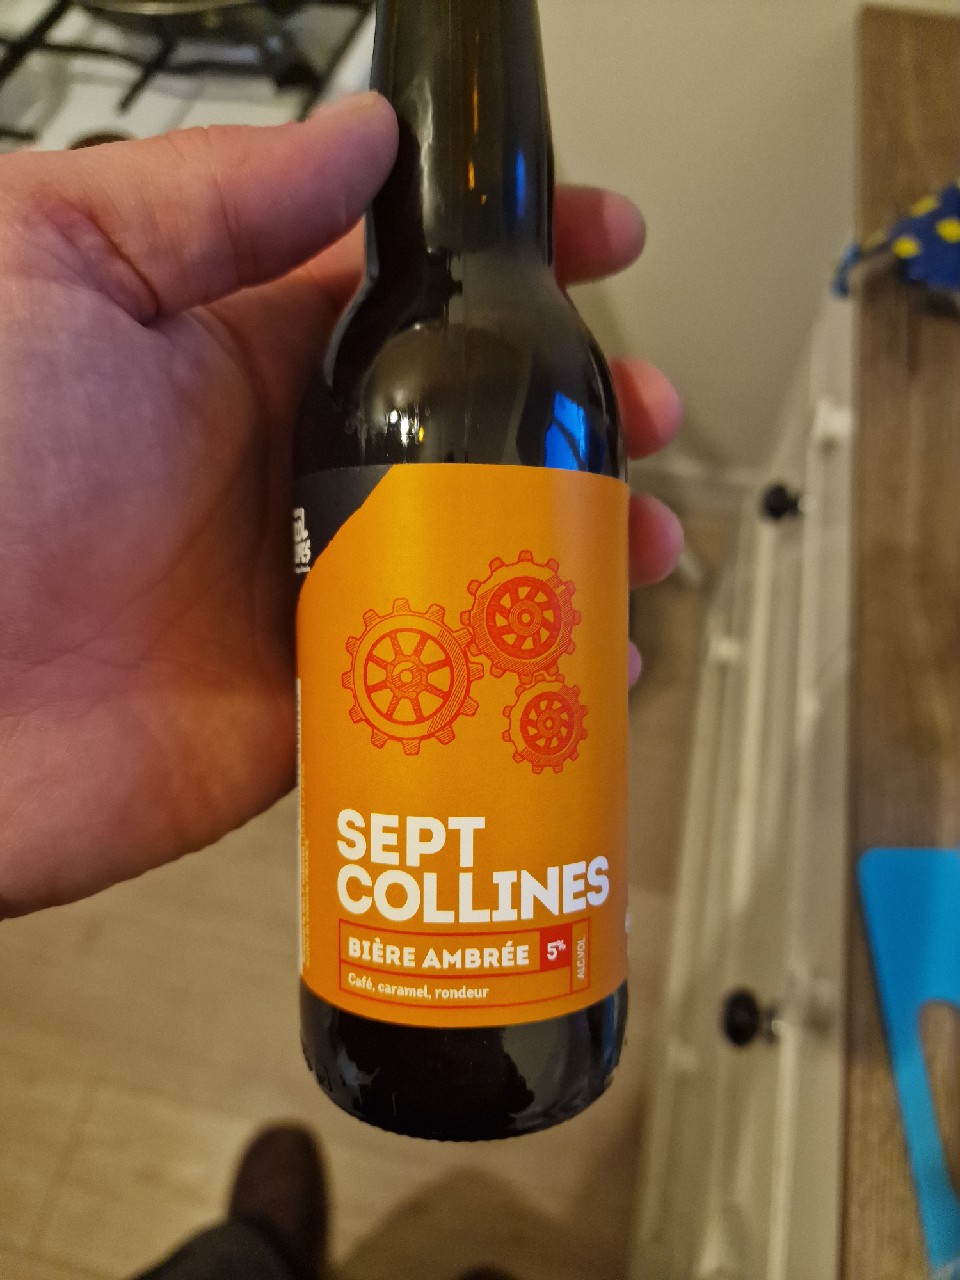 SEPT
COLLINES
BIÈRE AMBRÉE 5%
ALC.VOL.
Café, caramel, rondeur